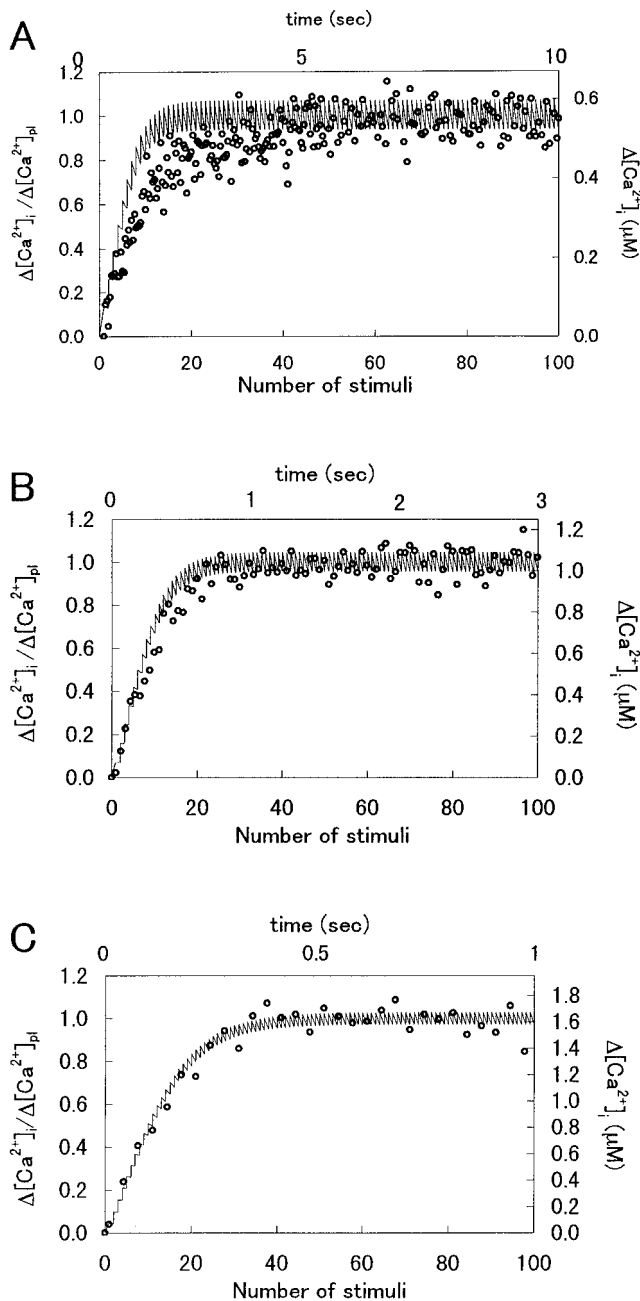 A
time (sec)
0 5 10
1.2
1.0
0.8
0.6
0.4
0.2
0.0
Δ[Ca²⁺]ᵢ/Δ[Ca²⁺]pl
0.6
0.4
0.2
0.0
Δ[Ca²⁺]ᵢ (μM)
0 20 40 60 80 100
Number of stimuli
B
time (sec)
0 1 2 3
1.2
1.0
0.8
0.6
0.4
0.2
0.0
Δ[Ca²⁺]ᵢ/Δ[Ca²⁺]pl
1.2
1.0
0.8
0.6
0.4
0.2
0.0
Δ[Ca²⁺]ᵢ (μM)
0 20 40 60 80 100
Number of stimuli
C
time (sec)
0 0.5 1
1.2
1.0
0.8
0.6
0.4
0.2
0.0
Δ[Ca²⁺]ᵢ/Δ[Ca²⁺]pl
1.8
1.6
1.4
1.2
1.0
0.8
0.6
0.4
0.2
0.0
Δ[Ca²⁺]ᵢ (μM)
0 20 40 60 80 100
Number of stimuli